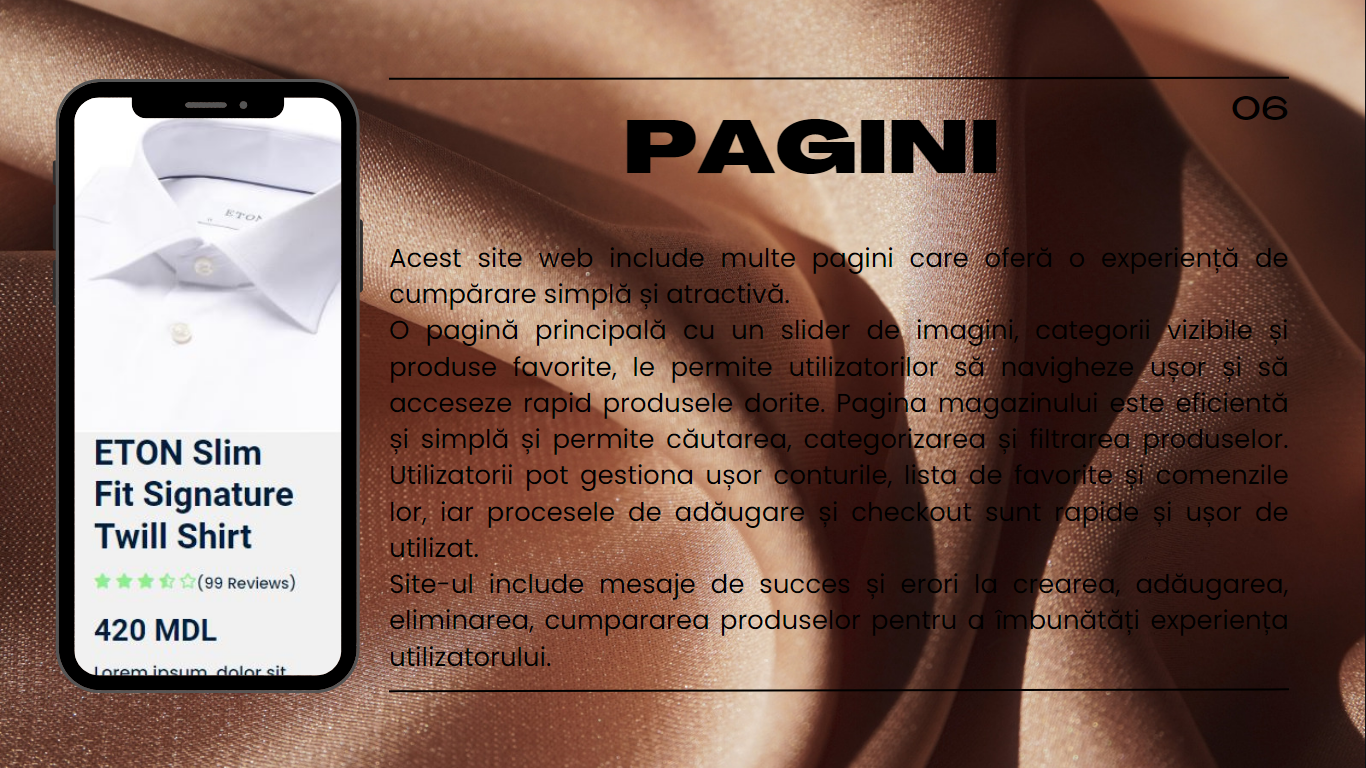 06
PAGINI
ETON
ETON Slim
Fit Signature
Twill Shirt
(99 Reviews)
420 MDL
Lorem ipsum, dolor sit
Acest site web include multe pagini care oferă o experiență de
cumpărare simplă și atractivă.
O pagină principală cu un slider de imagini, categorii vizibile și
produse favorite, le permite utilizatorilor să navigheze ușor și să
acceseze rapid produsele dorite. Pagina magazinului este eficientă
și simplă și permite căutarea, categorizarea și filtrarea produselor.
Utilizatorii pot gestiona ușor conturile, lista de favorite și comenzile
lor, iar procesele de adăugare și checkout sunt rapide și ușor de
utilizat.
Site-ul include mesaje de succes și erori la crearea, adăugarea,
eliminarea, cumpararea produselor pentru a îmbunătăți experiența
utilizatorului.